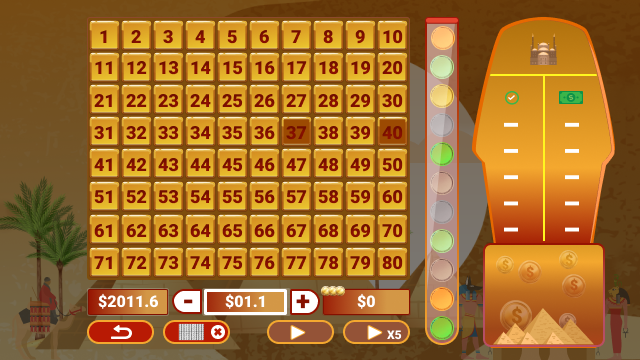 1 2 3 4 5 6 7 8 9 10
11 12 13 14 15 16 17 18 19 20
21 22 23 24 25 26 27 28 29 30
31 32 33 34 35 36 37 38 39 40
41 42 43 44 45 46 47 48 49 50
51 52 53 54 55 56 57 58 59 60
61 62 63 64 65 66 67 68 69 70
71 72 73 74 75 76 77 78 79 80
$2011.6 - $01.1 + $0
X5